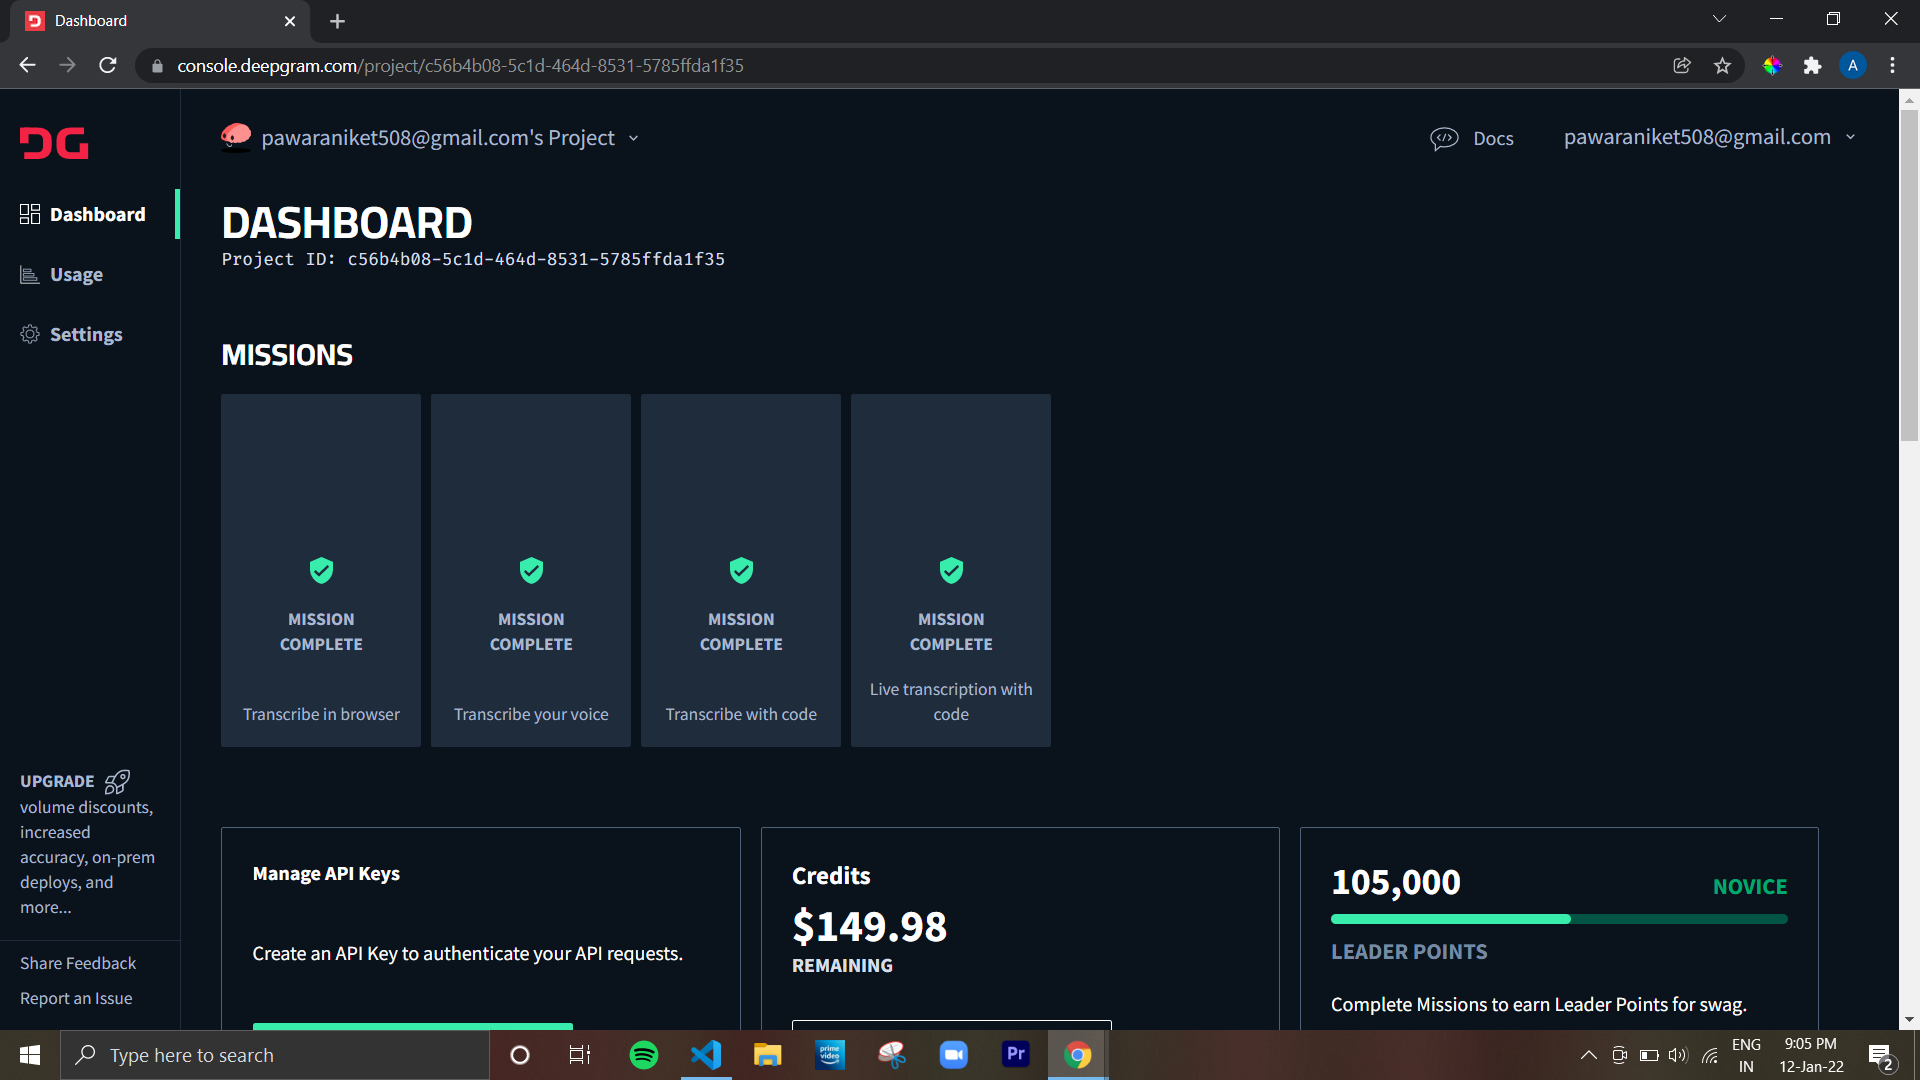 Dashboard
console.deepgram.com/project/c56b4b08-5c1d-464d-8531-5785ffda1f35
A
DG
pawaraniket508@gmail.com's Project
Docs
pawaraniket508@gmail.com
Dashboard
Usage
Settings
DASHBOARD
Project ID: c56b4b08-5c1d-464d-8531-5785ffda1f35
MISSIONS
MISSION
COMPLETE
Transcribe in browser
MISSION
COMPLETE
Transcribe your voice
MISSION
COMPLETE
Transcribe with code
MISSION
COMPLETE
Live transcription with
code
UPGRADE
volume discounts,
increased
accuracy, on-prem
deploys, and
more...
Share Feedback
Report an Issue
Manage API Keys
Create an API Key to authenticate your API requests.
Credits
$149.98
REMAINING
105,000
NOVICE
LEADER POINTS
Complete Missions to earn Leader Points for swag.
Type here to search
prime video
Pr
ENG
IN
9:05 PM
12-Jan-22
2